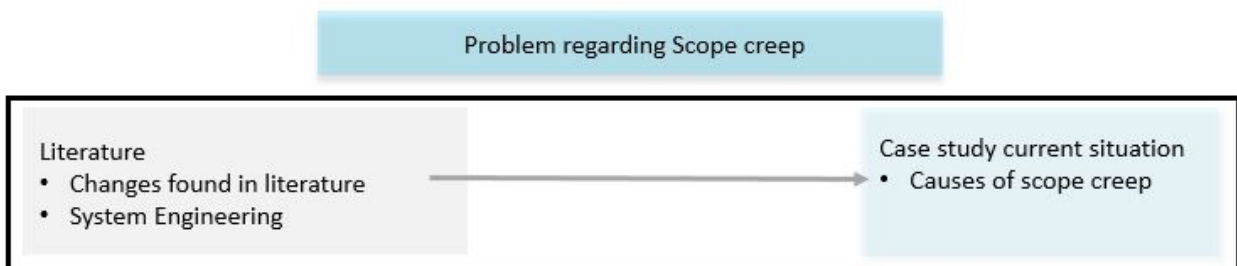 Problem regarding Scope creep
Literature
• Changes found in literature
• System Engineering
Case study current situation
• Causes of scope creep